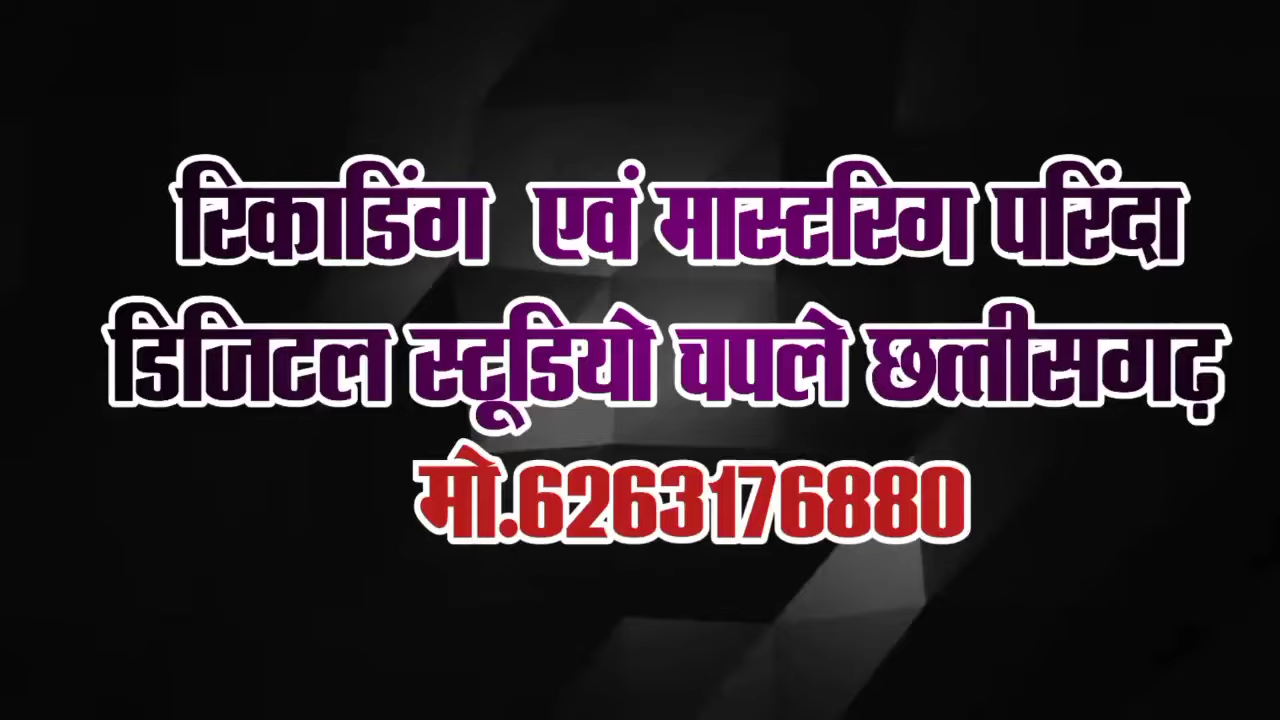 रिकाडिंग एवं मास्टरिग परिंदा
डिजिटल स्टूडियो चपले छत्तीसगढ़
मो.6263176880